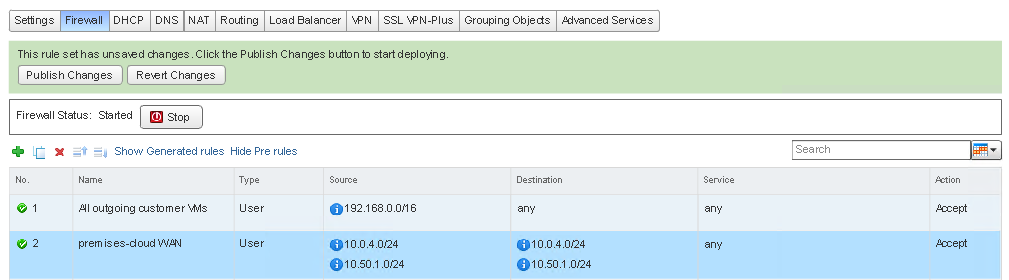 Settings Firewall DHCP DNS NAT Routing Load Balancer VPN SSL VPN-Plus Grouping Objects Advanced Services
This rule set has unsaved changes. Click the Publish Changes button to start deploying.
Publish Changes Revert Changes
Firewall Status: Started Stop
Show Generated rules Hide Pre rules Search
No. Name Type Source Destination Service Action
1 All outgoing customer VMs User 192.168.0.0/16 any any Accept
2 premises-cloud WAN User 10.0.4.0/24 10.0.4.0/24 any Accept
10.50.1.0/24 10.50.1.0/24